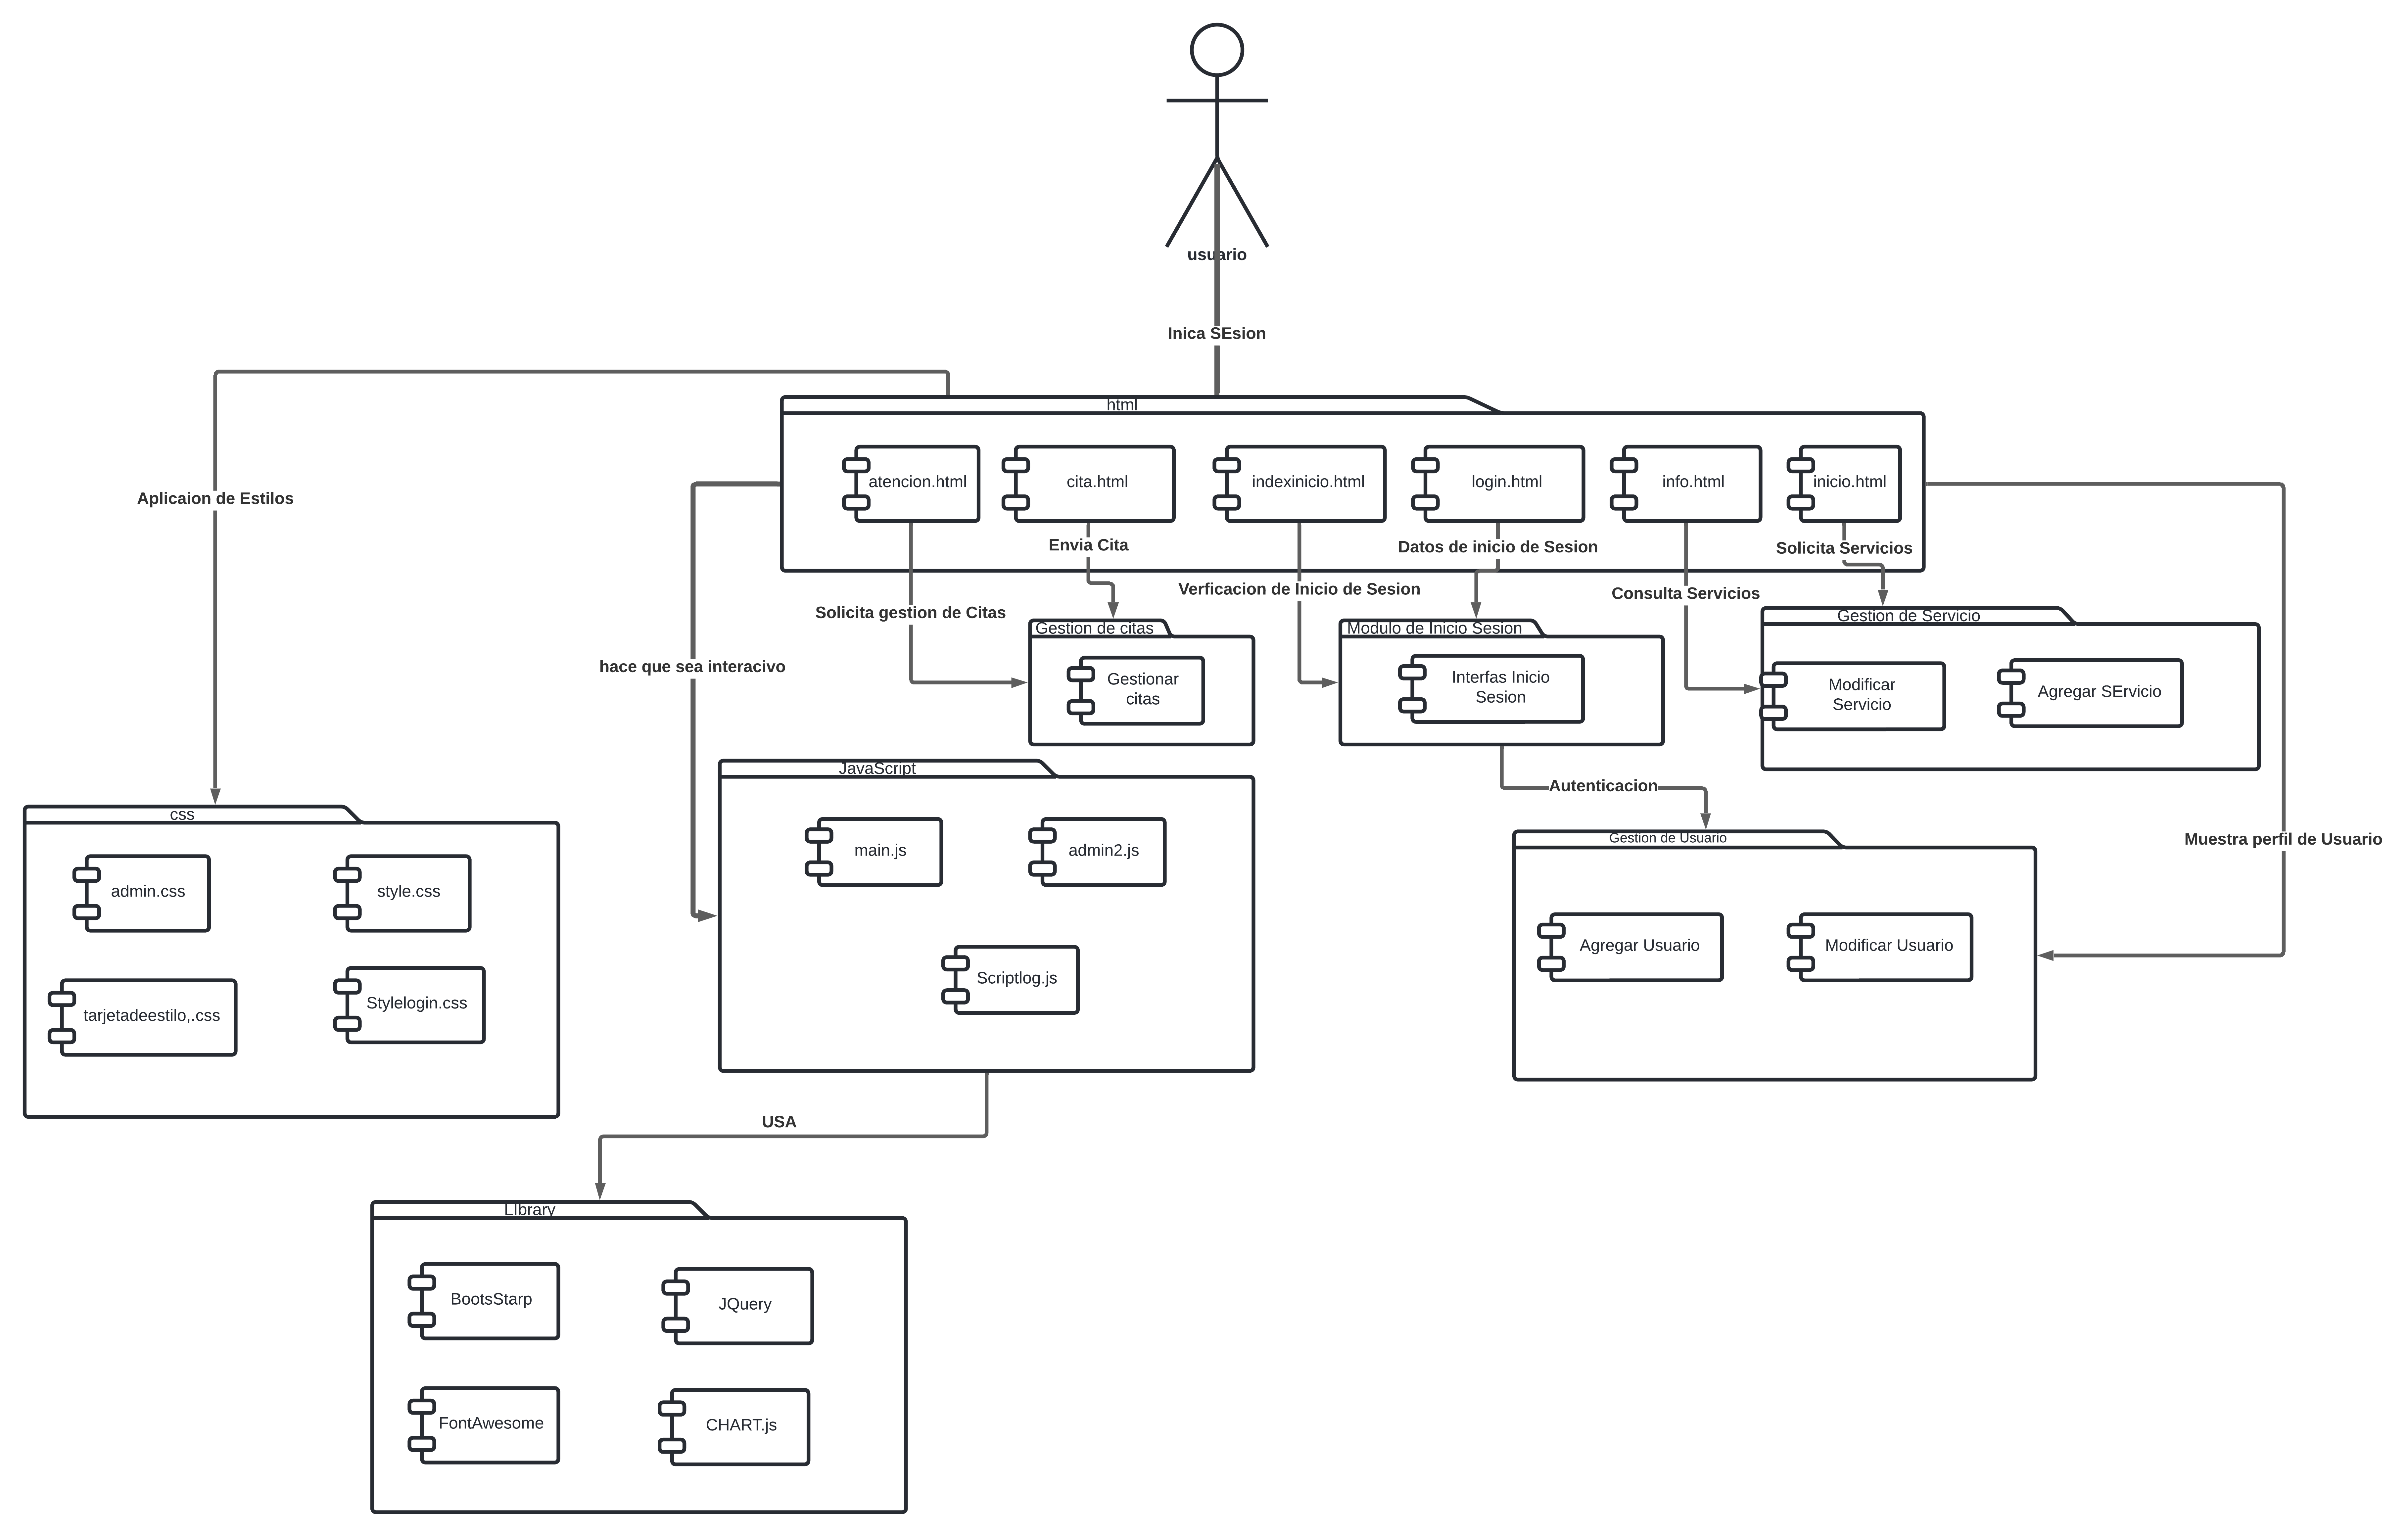 usuario
Inica SEsion
html
atencion.html
cita.html
indexinicio.html
login.html
info.html
inicio.html
Aplicaion de Estilos
Envia Cita
Datos de inicio de Sesion
Solicita Servicios
Verficacion de Inicio de Sesion
Consulta Servicios
Solicita gestion de Citas
hace que sea interacivo
Gestion de citas
Gestionar
citas
Modulo de Inicio Sesion
Interfas Inicio
Sesion
Gestion de Servicio
Modificar
Servicio
Agregar SErvicio
Autenticacion
Muestra perfil de Usuario
JavaScript
main.js
admin2.js
Scriptlog.js
css
admin.css
style.css
tarjetadeestilo,.css
Stylelogin.css
Gestion de Usuario
Agregar Usuario
Modificar Usuario
USA
LIbrary
BootsStarp
JQuery
FontAwesome
CHART.js